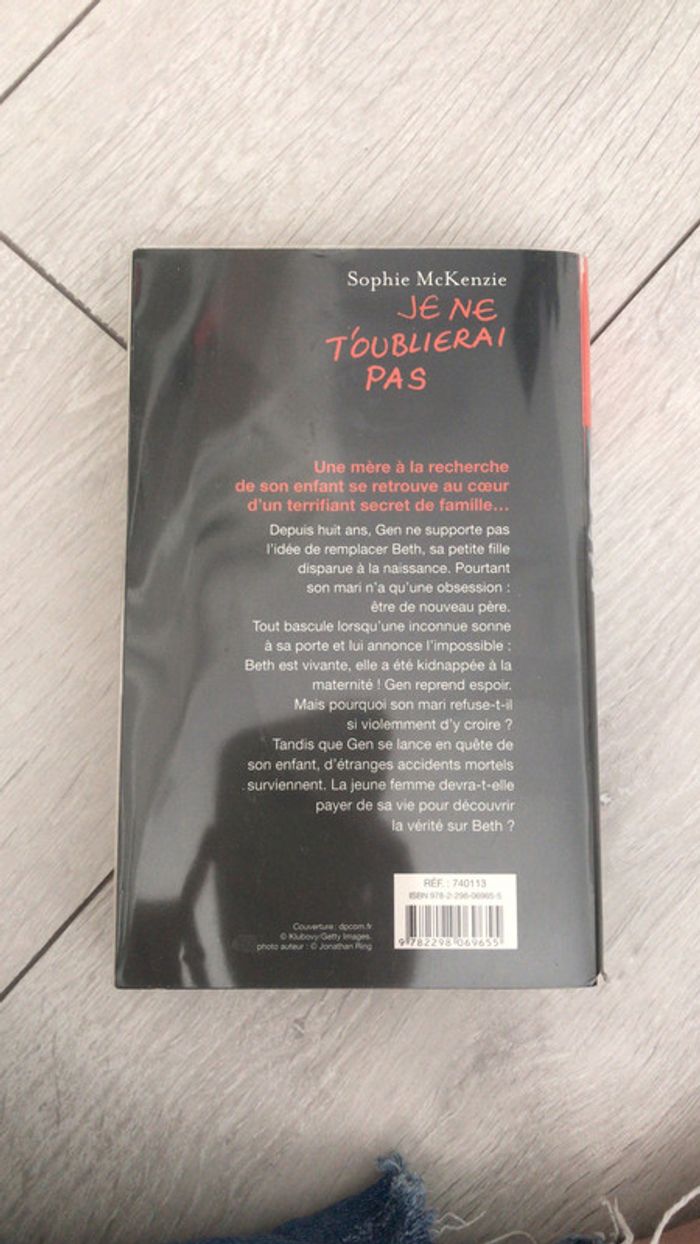 Sophie McKenzie
JE NE
T'OUBLIERAI
PAS
Une mère à la recherche
de son enfant se retrouve au cœur
d'un terrifiant secret de famille...
Depuis huit ans, Gen ne supporte pas
l'idée de remplacer Beth, sa petite fille
disparue à la naissance. Pourtant
son mari n'a qu'une obsession :
être de nouveau père.
Tout bascule lorsqu'une inconnue sonne
à sa porte et lui annonce l'impossible :
Beth est vivante, elle a été kidnappée à la
maternité ! Gen reprend espoir.
Mais pourquoi son mari refuse-t-il
si violemment d'y croire ?
Tandis que Gen se lance en quête de
son enfant, d'étranges accidents mortels
surviennent. La jeune femme devra-t-elle
payer de sa vie pour découvrir
la vérité sur Beth ?
RÉF. : 740113
ISBN 978-2-298-06965-5
9 782298 069655
Couverture : dpcom.fr
© Klubovy/Getty Images.
photo auteur : © Jonathan Ring